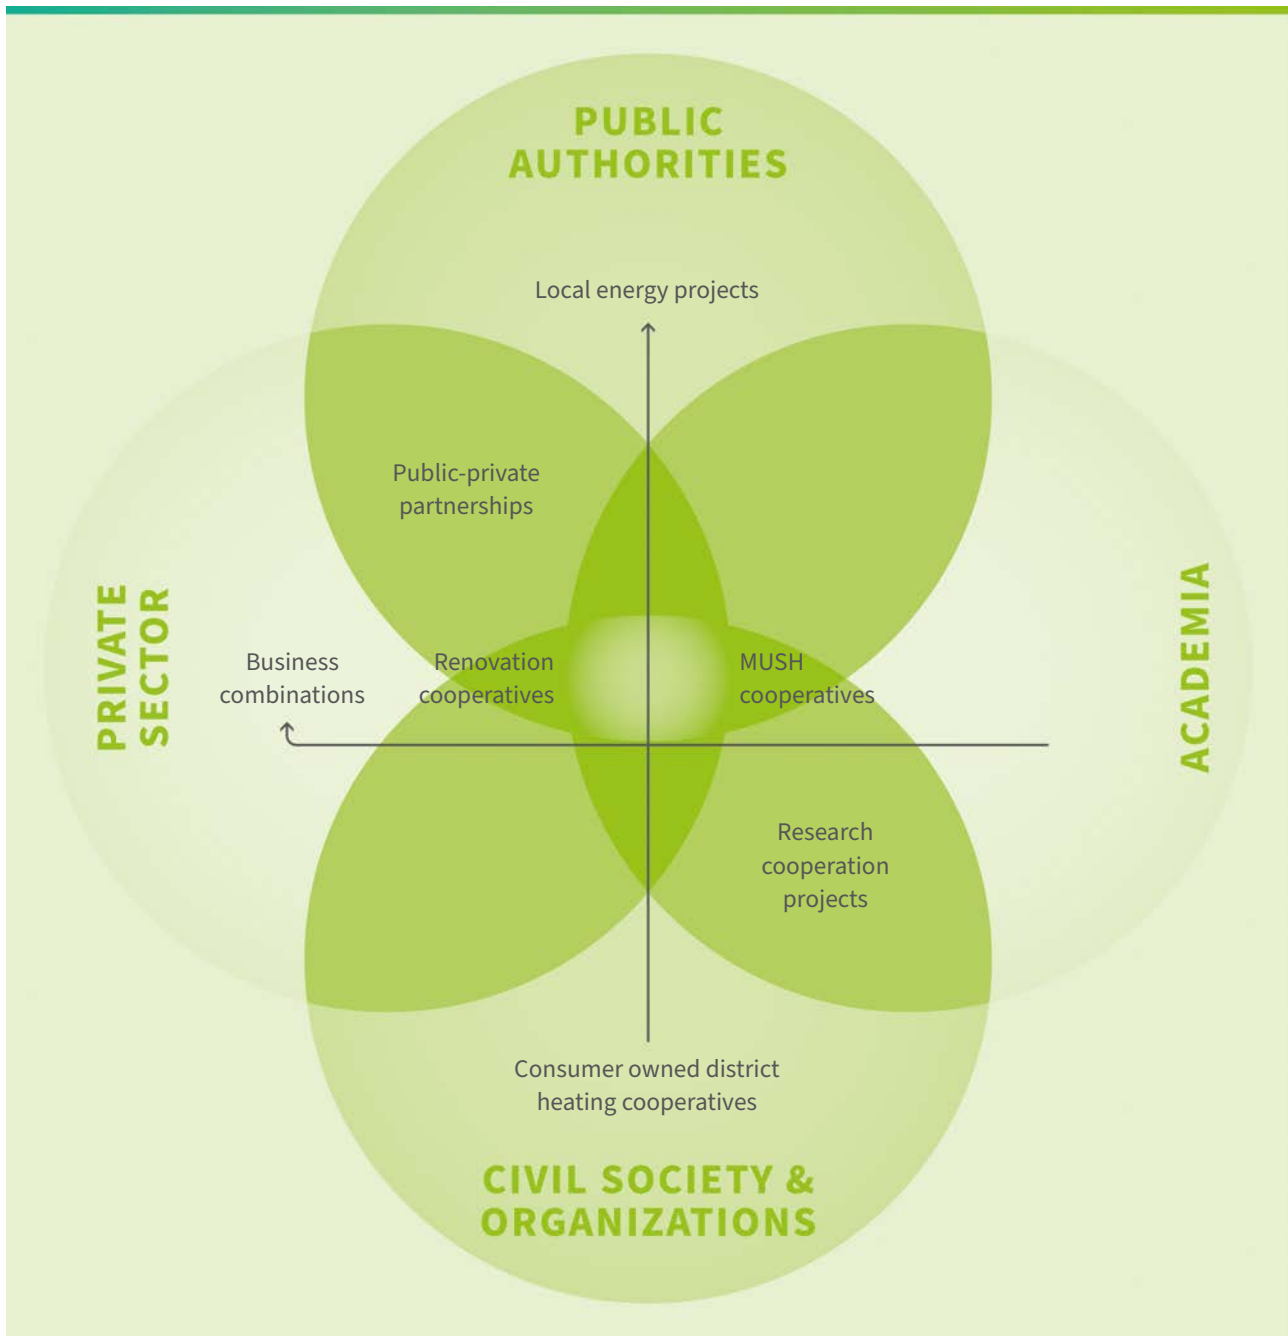 PUBLIC
AUTHORITIES
Local energy projects
Public-private
partnerships
PRIVATE
SECTOR
Business
combinations
Renovation
cooperatives
MUSH
cooperatives
ACADEMIA
Research
cooperation
projects
Consumer owned district
heating cooperatives
CIVIL SOCIETY &
ORGANIZATIONS